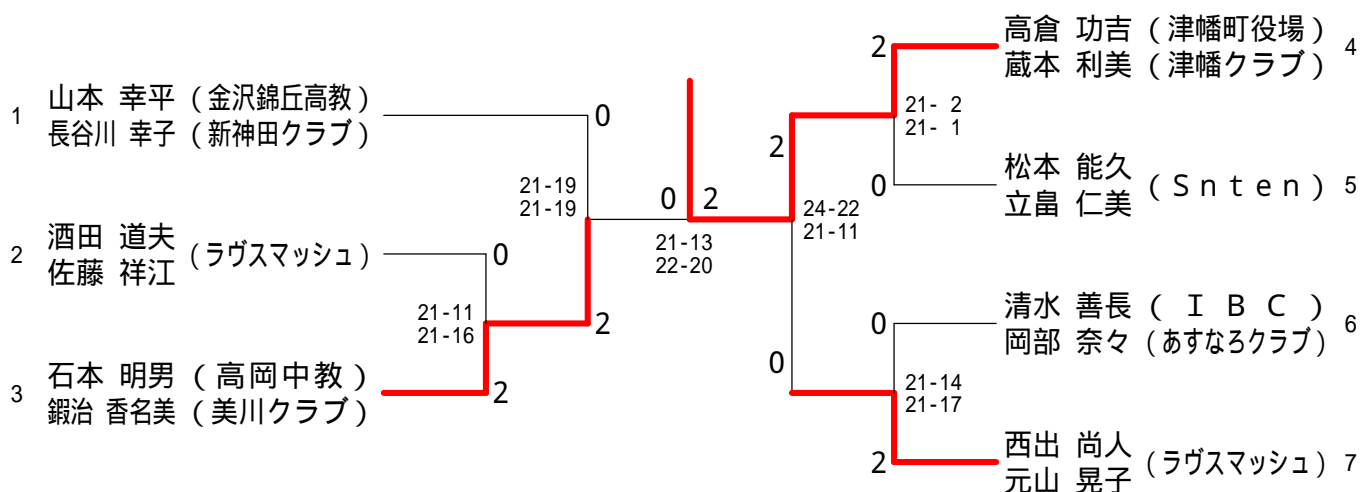 1 山本 幸平 (金沢錦丘高教)
長谷川 幸子 (新神田クラブ)
2 酒田 道夫 (ラヴスマッシュ)
佐藤 祥江
3 石本 明男 (高岡中教)
鍜治 香名美 (美川クラブ)
0
21-19
21-19
0
21-11
21-16
2
2
0 2
21-13
22-20
2
24-22
21-11
0
2
21- 2
21- 1
0
0
21-14
21-17
2
高倉 功吉 (津幡町役場) 4
蔵本 利美 (津幡クラブ)
松本 能久 (Snten) 5
立畠 仁美
清水 善長 (IBC) 6
岡部 奈々 (あすなろクラブ)
西出 尚人 (ラヴスマッシュ) 7
元山 晃子